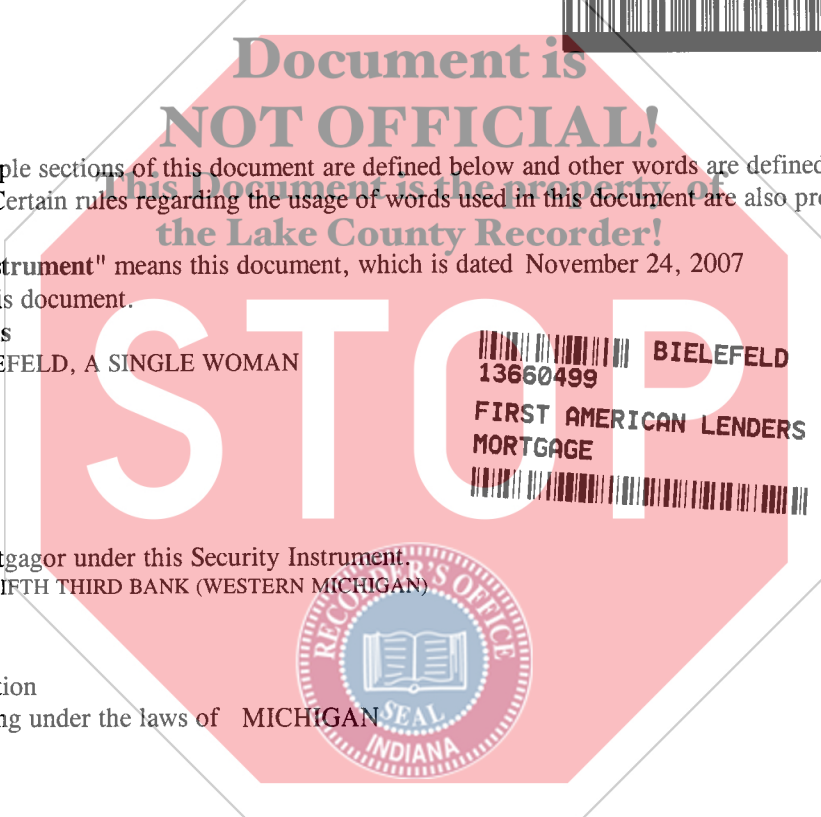 Document is
NOT OFFICIAL!
ple sections of this document are defined below and other words are defined
This Document is the property of
Certain rules regarding the usage of words used in this document are also pro
the Lake County Recorder!
trument" means this document, which is dated November 24, 2007
is document.
s
EFELD, A SINGLE WOMAN
BIELEFELD
13660499
FIRST AMERICAN LENDERS
MORTGAGE
STOP
tgagor under this Security Instrument.
IFTH THIRD BANK (WESTERN MICHIGAN)
RECORDER'S OFFICE
tion
ng under the laws of MICHIGAN
SEAL
INDIANA